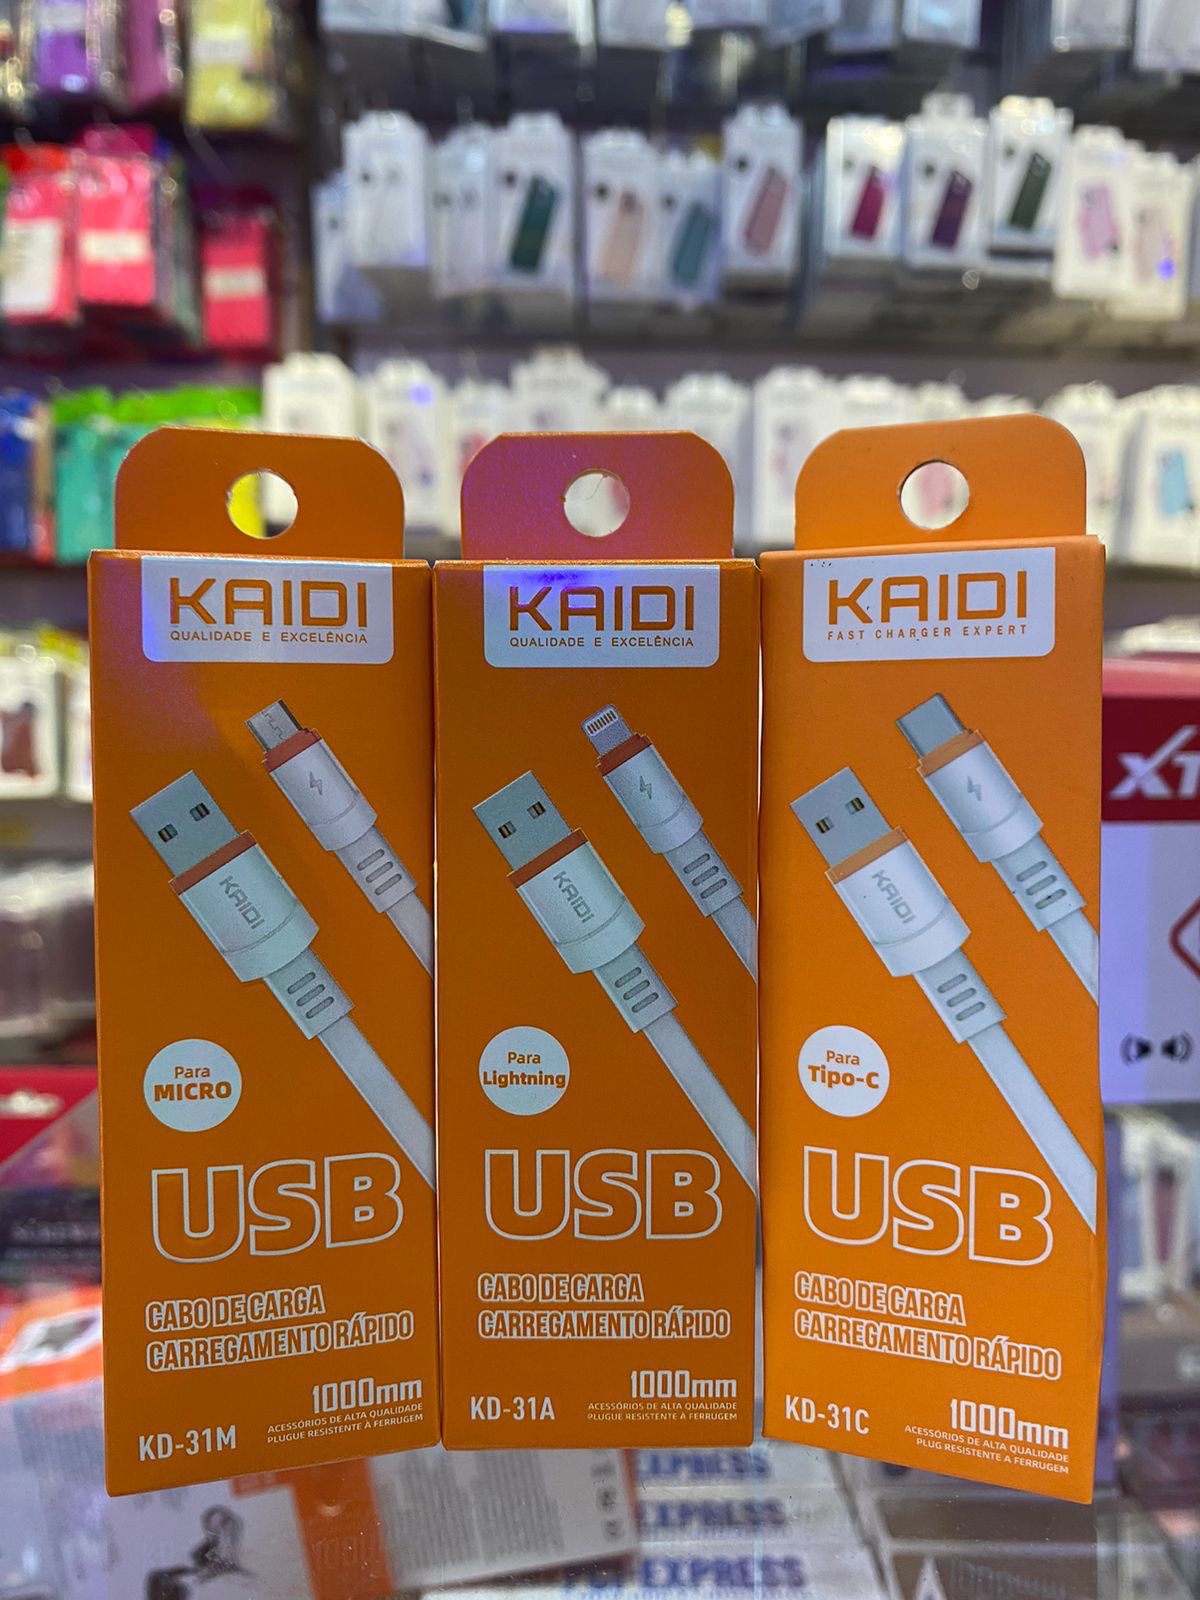 KAIDI
QUALIDADE E EXCELÊNCIA
KAIDI
Para
MICRO
USB
CABO DE CARGA
CARREGAMENTO RÁPIDO
1000mm
ACESSÓRIOS DE ALTA QUALIDADE
PLUGUE RESISTENTE À FERRUGEM
KD-31M
KAIDI
QUALIDADE E EXCELÊNCIA
KAIDI
Para
Lightning
USB
CABO DE CARGA
CARREGAMENTO RÁPIDO
1000mm
ACESSÓRIOS DE ALTA QUALIDADE
PLUGUE RESISTENTE À FERRUGEM
KD-31A
KAIDI
FAST CHARGER EXPERT
KAIDI
Para
Tipo-C
USB
CABO DE CARGA
CARREGAMENTO RÁPIDO
1000mm
ACESSÓRIOS DE ALTA QUALIDADE
PLUG RESISTENTE A FERRUGEM
KD-31C
EXPRESS
EXPRESS
EXPRESS